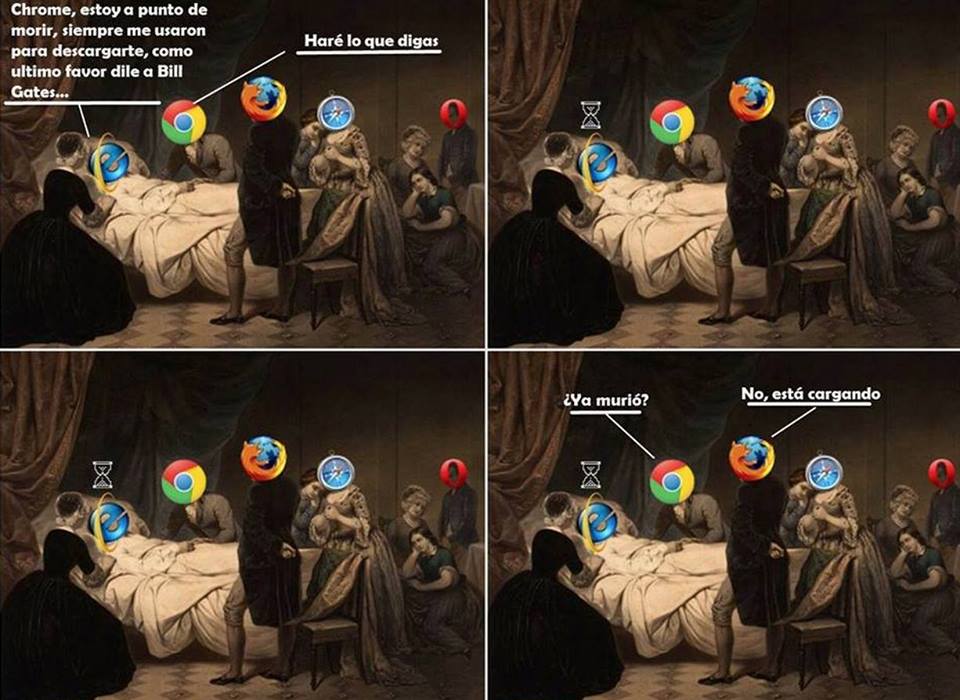 Chrome, estoy a punto de
morir, siempre me usaron
para descargarte, como
ultimo favor dile a Bill
Gates...
Haré lo que digas
¿Ya murió?
No, está cargando